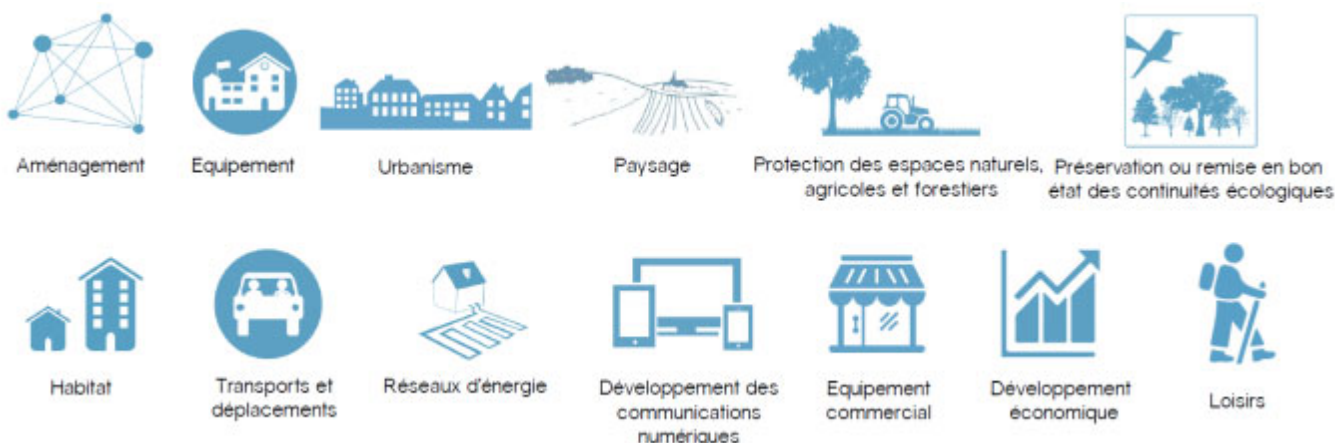 Aménagement
Equipement
Urbanisme
Paysage
Protection des espaces naturels,
agricoles et forestiers
Préservation ou remise en bon
état des continuités écologiques
Habitat
Transports et
déplacements
Réseaux d'énergie
Développement des
communications
numériques
Equipement
commercial
Développement
économique
Loisirs